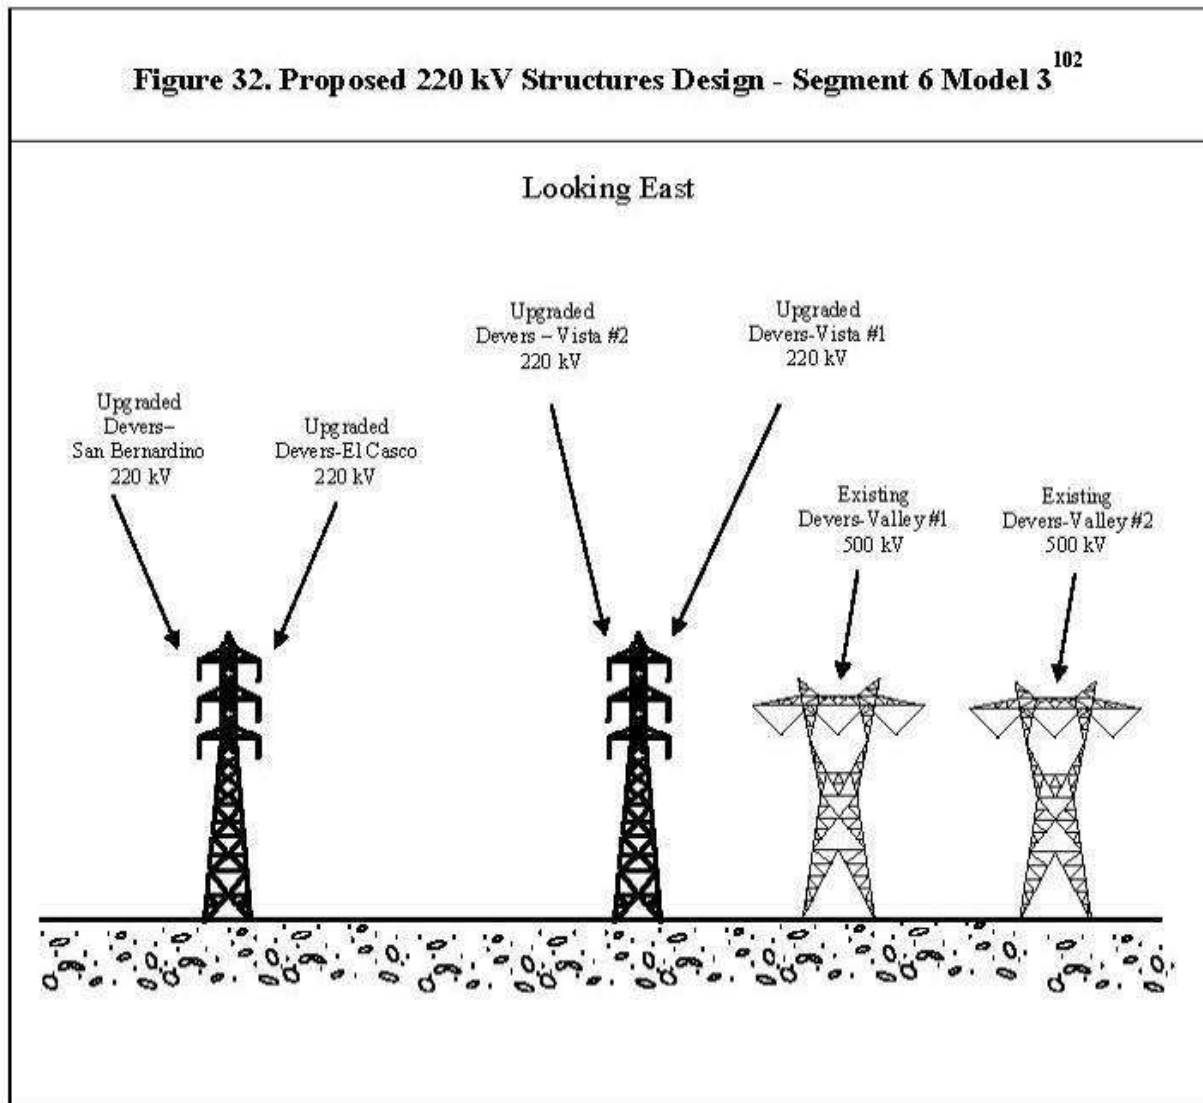 Figure 32. Proposed 220 kV Structures Design - Segment 6 Model 3102
Looking East
Upgraded
Devers – Vista #2
220 kV
Upgraded
Devers-Vista #1
220 kV
Upgraded
Devers–
San Bernardino
220 kV
Upgraded
Devers-El Casco
220 kV
Existing
Devers-Valley #1
500 kV
Existing
Devers-Valley #2
500 kV